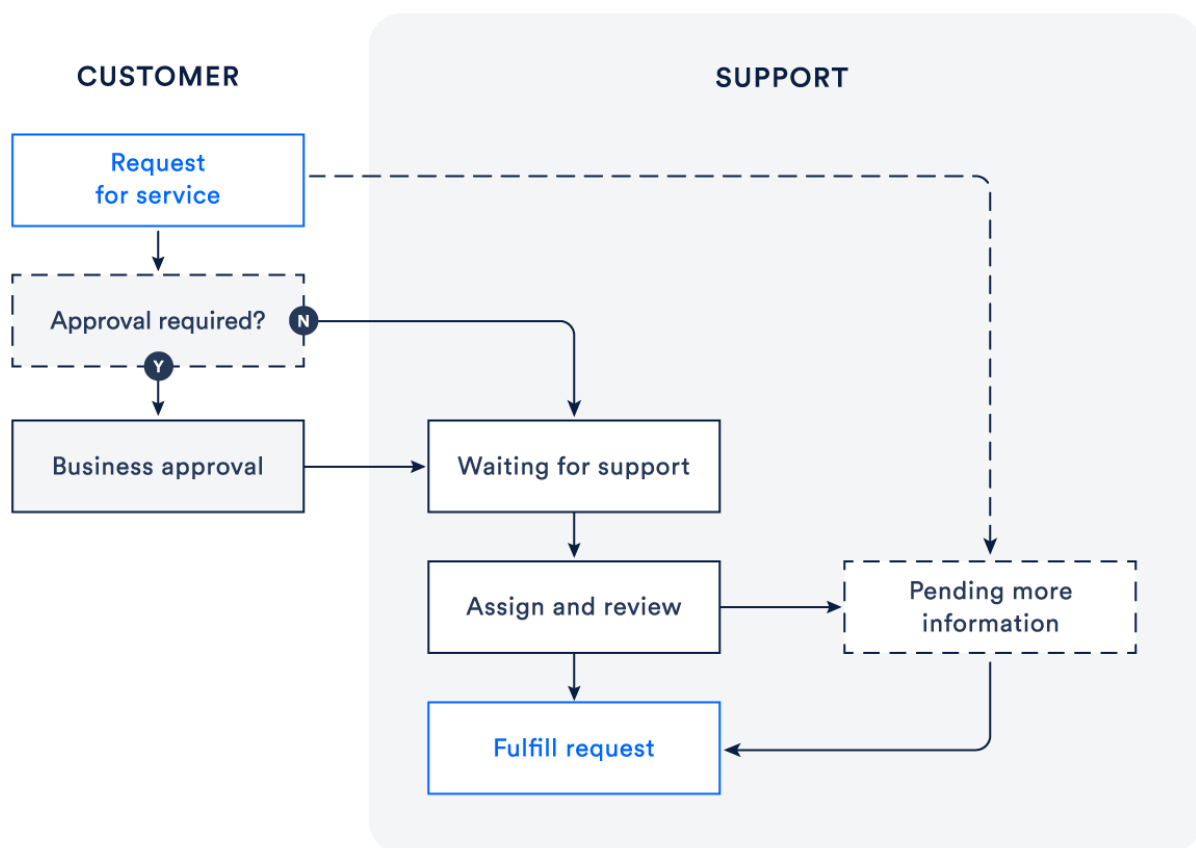 CUSTOMER
SUPPORT
Request
for service
Approval required?
N
Y
Business approval
Waiting for support
Assign and review
Pending more
information
Fulfill request